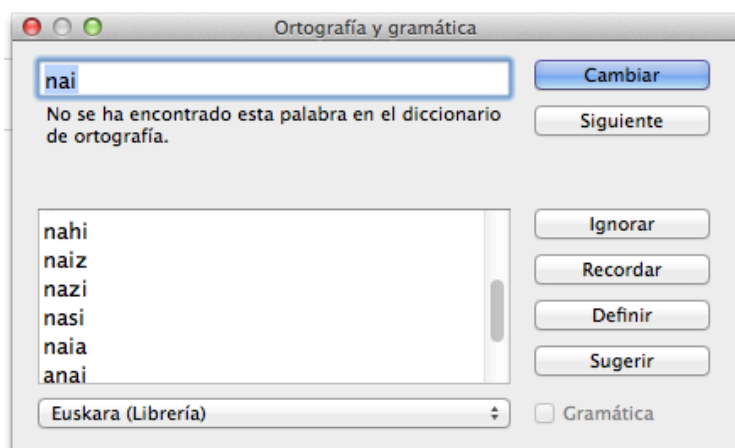 Ortografía y gramática
nai
Cambiar
No se ha encontrado esta palabra en el diccionario
de ortografía.
Siguiente
nahi
naiz
nazi
nasi
naia
anai
Ignorar
Recordar
Definir
Sugerir
Euskara (Librería)
Gramática